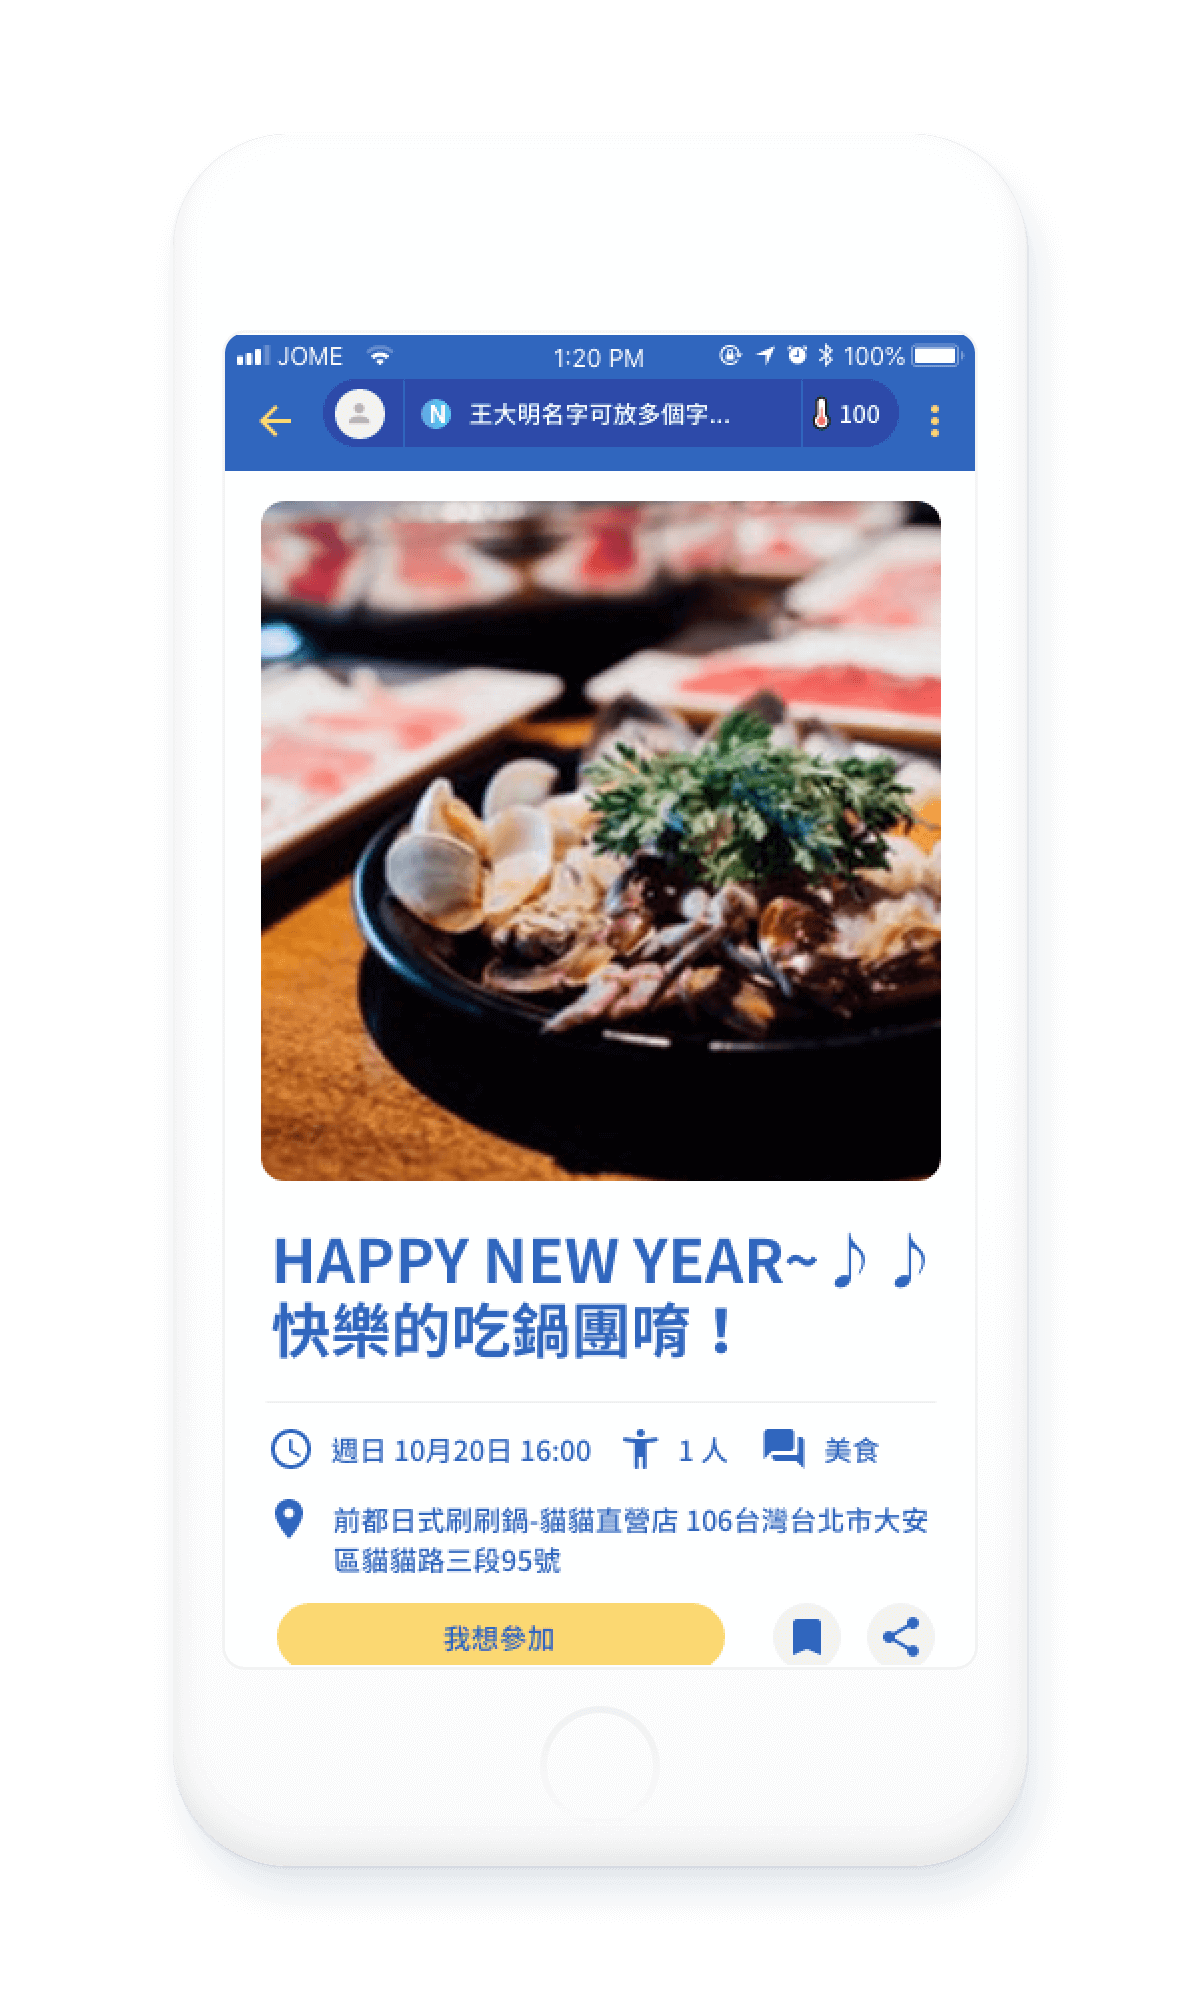 JOME 1:20 PM 100%
N 王大明名字可放多個字... 100
HAPPY NEW YEAR~♪ ♪
快樂的吃鍋團唷！
週日 10月20日 16:00 1 人 美食
前都日式刷刷鍋-貓貓直營店 106台灣台北市大安
區貓貓路三段95號
我想參加